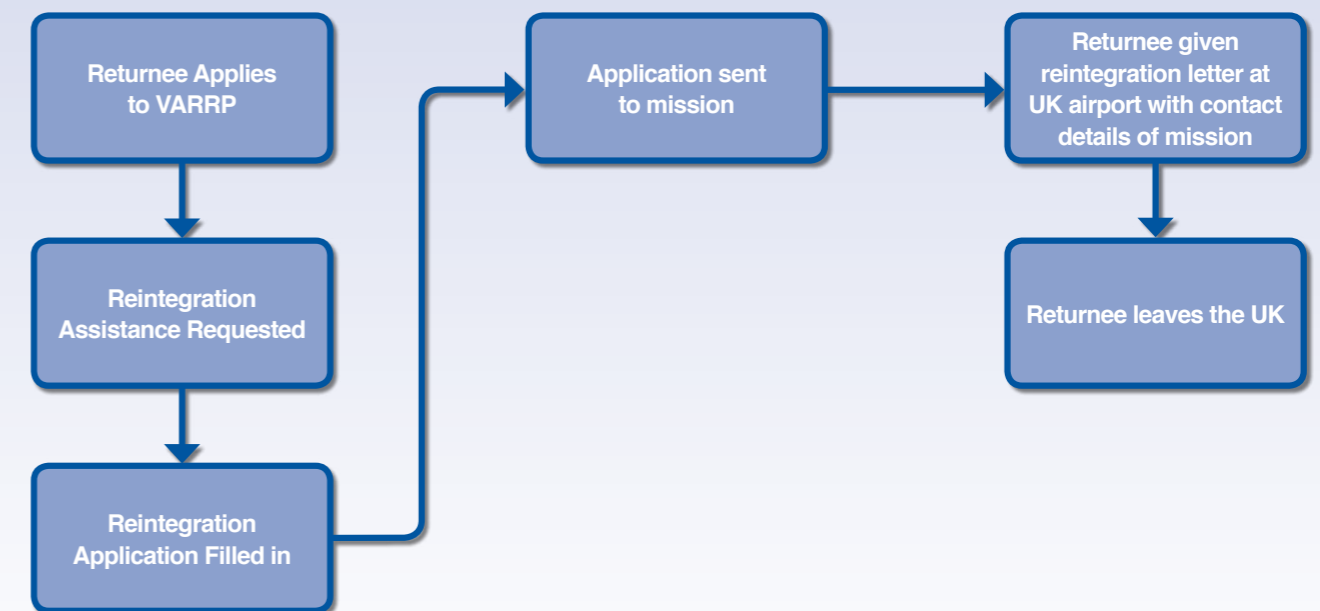 Returnee Applies
to VARRP
Reintegration
Assistance Requested
Reintegration
Application Filled in
Application sent
to mission
Returnee given
reintegration letter at
UK airport with contact
details of mission
Returnee leaves the UK